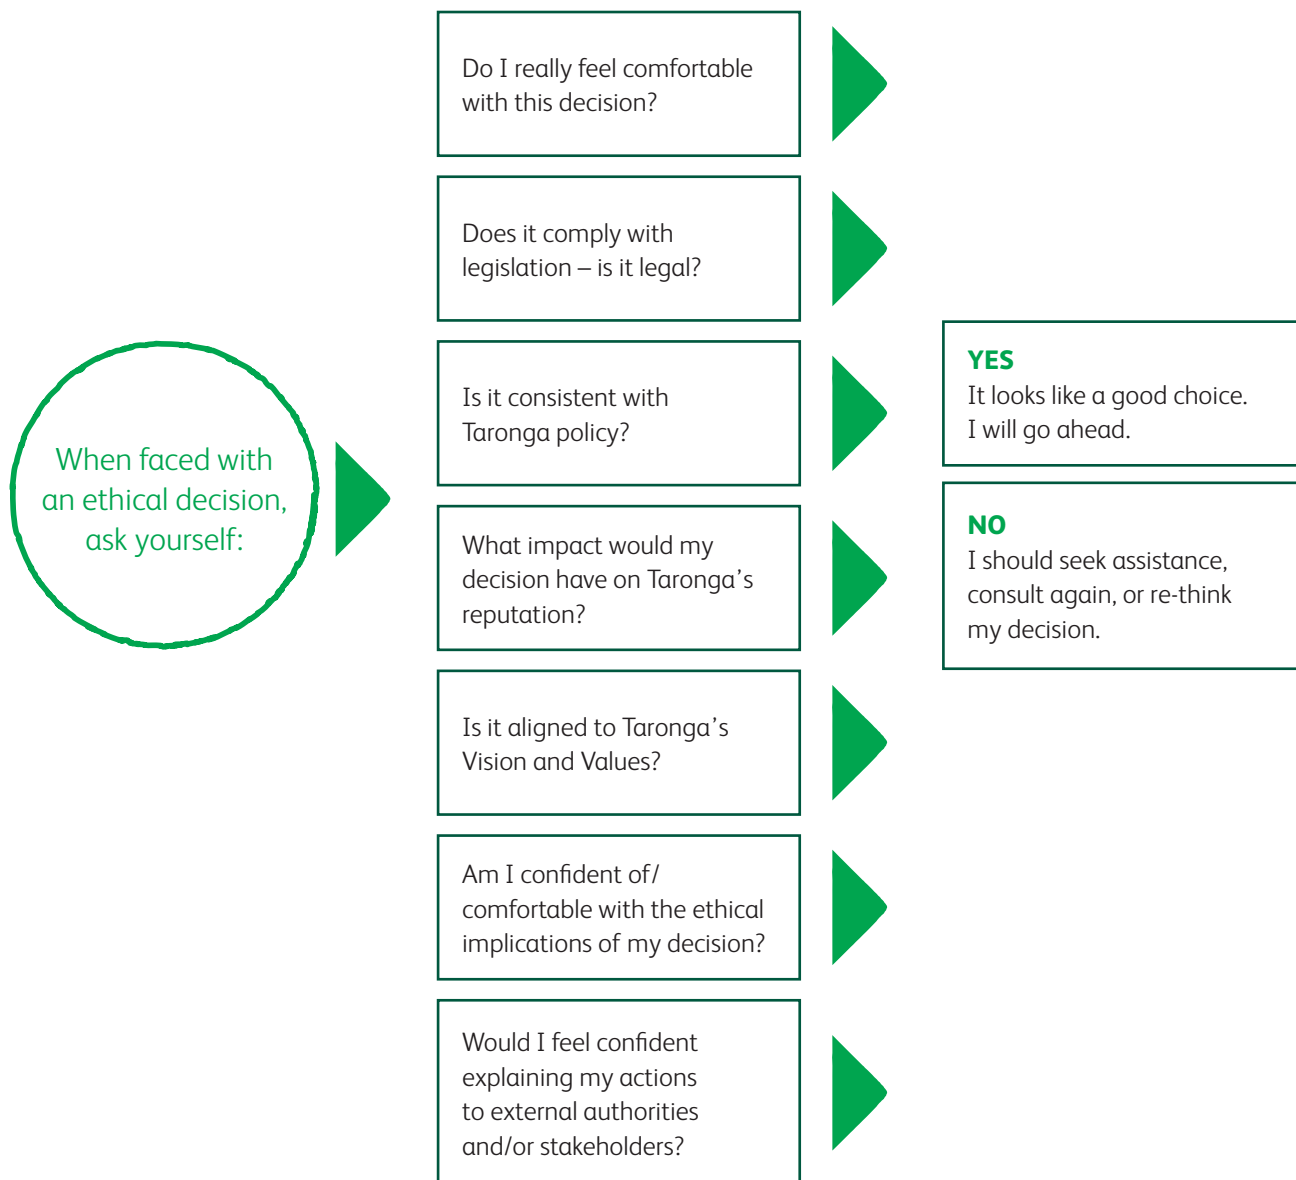 When faced with
an ethical decision,
ask yourself:
Do I really feel comfortable
with this decision?
Does it comply with
legislation – is it legal?
Is it consistent with
Taronga policy?
What impact would my
decision have on Taronga’s
reputation?
Is it aligned to Taronga’s
Vision and Values?
Am I confident of/
comfortable with the ethical
implications of my decision?
Would I feel confident
explaining my actions
to external authorities
and/or stakeholders?
YES
It looks like a good choice.
I will go ahead.
NO
I should seek assistance,
consult again, or re-think
my decision.